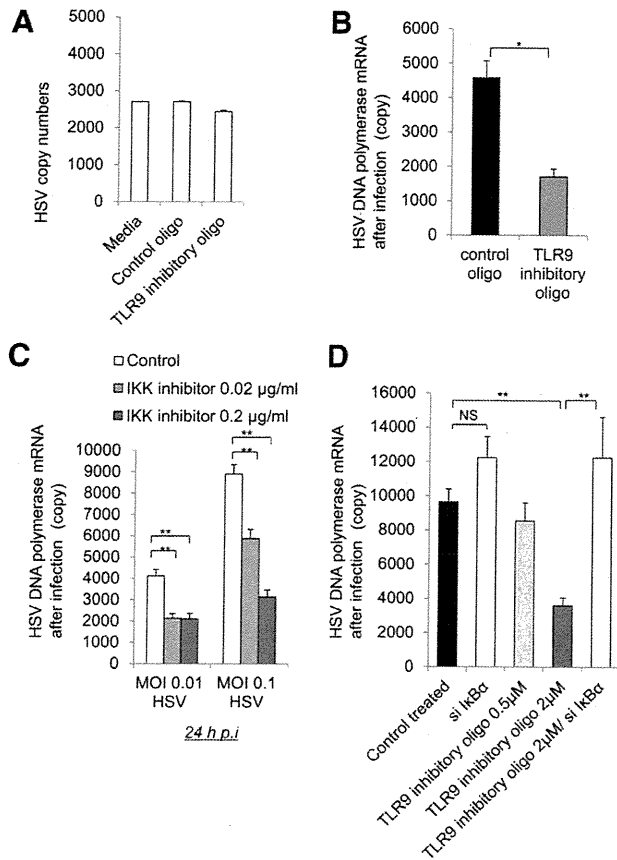 A
HSV copy numbers
5000
4000
3000
2000
1000
0
Media
Control oligo
TLR9 inhibitory oligo
B
HSV-DNA polymerase mRNA
after infection (copy)
6000
5000
4000
3000
2000
1000
0
*
control
oligo
TLR9
inhibitory
oligo
C
Control
IKK inhibitor 0.02 µg/ml
IKK inhibitor 0.2 µg/ml
HSV DNA polymerase mRNA
after infection (copy)
10000
9000
8000
7000
6000
5000
4000
3000
2000
1000
0
**
**
**
**
MOI 0.01
HSV
MOI 0.1
HSV
24 h p.i
D
HSV DNA polymerase mRNA
after infection (copy)
16000
14000
12000
10000
8000
6000
4000
2000
0
**
**
NS
Control treated
si IκBα
TLR9 inhibitory oligo 0.5µM
TLR9 inhibitory oligo 2µM
TLR9 inhibitory oligo 2µM/ si IκBα